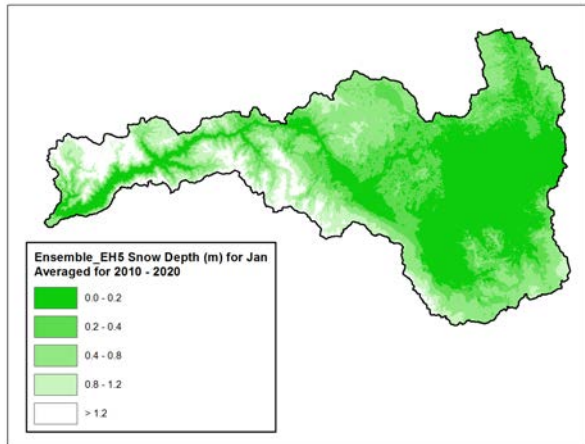 Ensemble_EH5 Snow Depth (m) for Jan
Averaged for 2010 - 2020
0.0 - 0.2
0.2 - 0.4
0.4 - 0.8
0.8 - 1.2
> 1.2